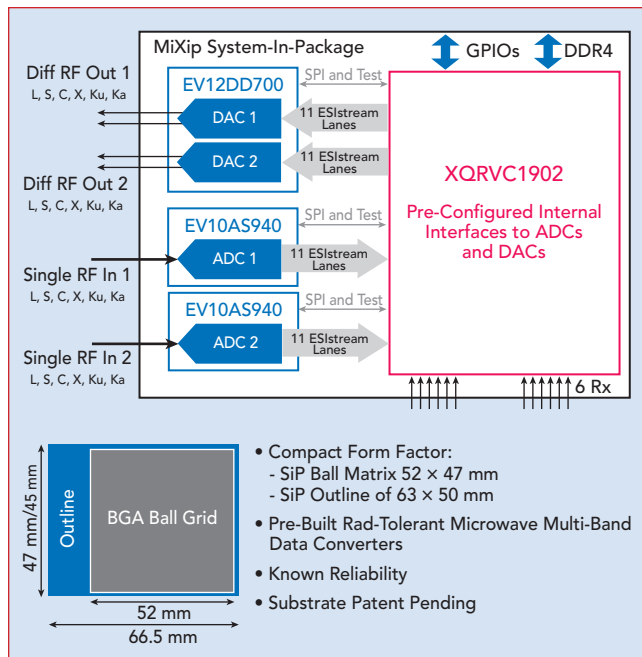 MiXip System-In-Package
GPIOs
DDR4
Diff RF Out 1
L, S, C, X, Ku, Ka
Diff RF Out 2
L, S, C, X, Ku, Ka
Single RF In 1
L, S, C, X, Ku, Ka
Single RF In 2
L, S, C, X, Ku, Ka
EV12DD700
DAC 1
DAC 2
SPI and Test
11 ESIstream
Lanes
11 ESIstream
Lanes
EV10AS940
ADC 1
SPI and Test
11 ESIstream
Lanes
EV10AS940
ADC 2
SPI and Test
11 ESIstream
Lanes
XQRVC1902
Pre-Configured Internal
Interfaces to ADCs
and DACs
6 Rx
47 mm/45 mm
Outline
BGA Ball Grid
52 mm
66.5 mm
• Compact Form Factor:
- SiP Ball Matrix 52 × 47 mm
- SiP Outline of 63 × 50 mm
• Pre-Built Rad-Tolerant Microwave Multi-Band
Data Converters
• Known Reliability
• Substrate Patent Pending